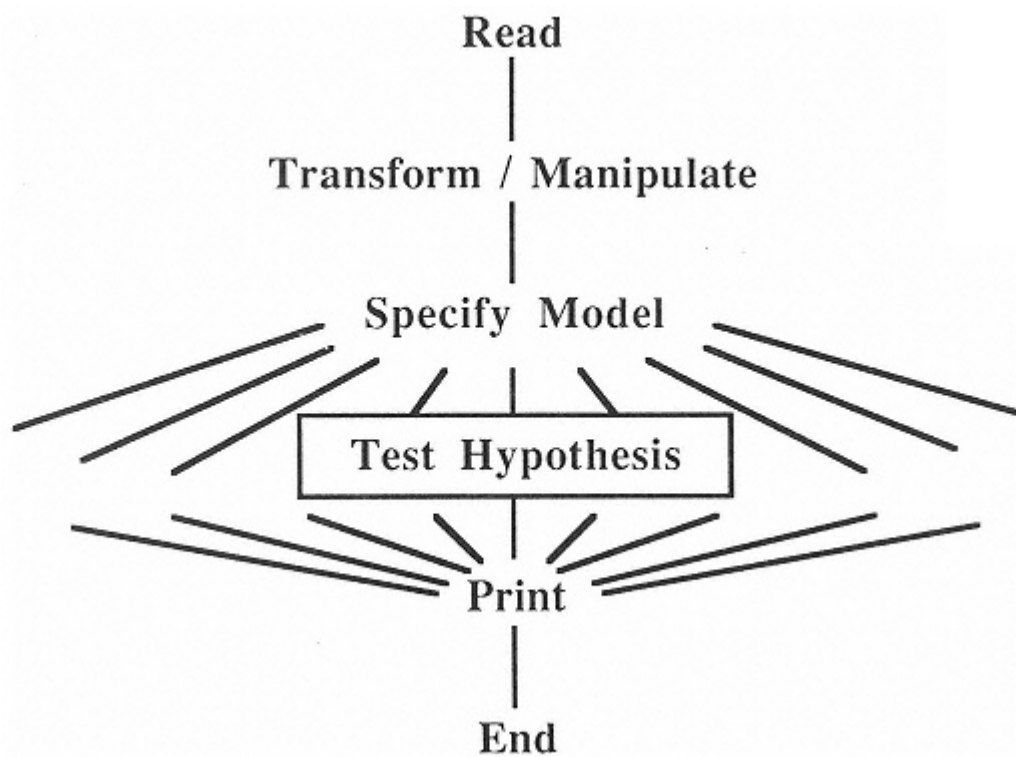 Read
Transform / Manipulate
Specify Model
Test Hypothesis
Print
End